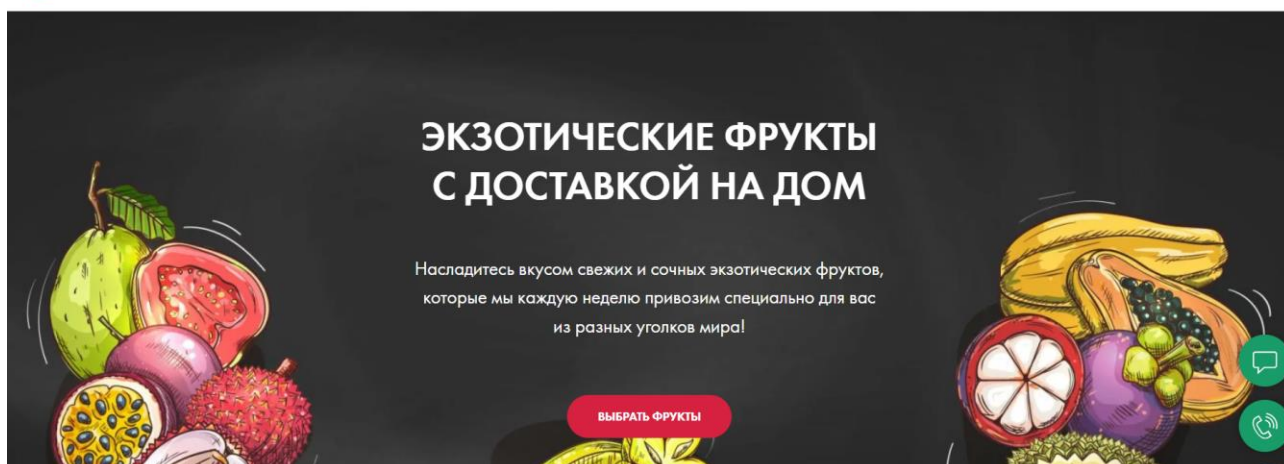 ЭКЗОТИЧЕСКИЕ ФРУКТЫ
С ДОСТАВКОЙ НА ДОМ
Насладитесь вкусом свежих и сочных экзотических фруктов,
которые мы каждую неделю привозим специально для вас
из разных уголков мира!
ВЫБРАТЬ ФРУКТЫ